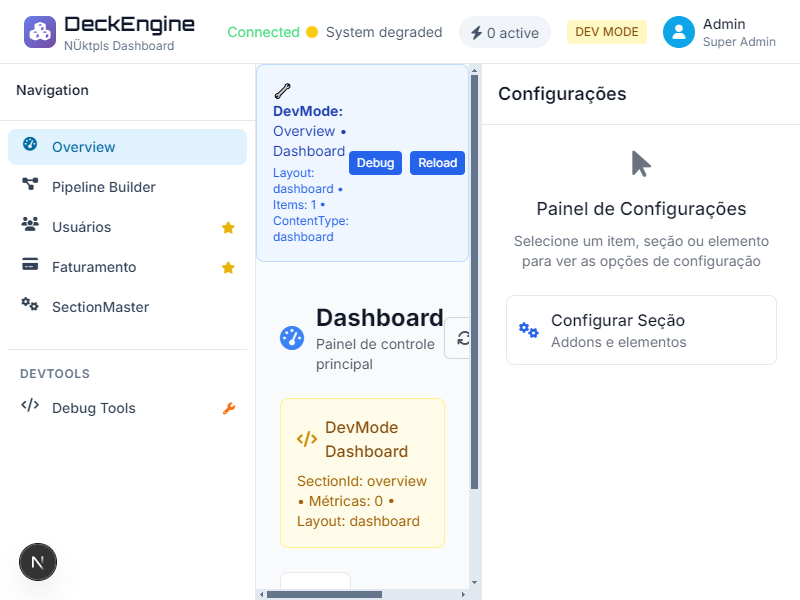 DeckEngine
NÜktpls Dashboard
Connected
System degraded
0 active
DEV MODE
Admin
Super Admin
Navigation
Overview
Pipeline Builder
Usuários
Faturamento
SectionMaster
DEVTOOLS
Debug Tools
N
DevMode:
Overview •
Dashboard
Layout:
dashboard •
Items: 1 •
ContentType:
dashboard
Debug
Reload
Dashboard
Painel de controle
principal
DevMode
Dashboard
SectionId: overview
• Métricas: 0 •
Layout: dashboard
Configurações
Painel de Configurações
Selecione um item, seção ou elemento
para ver as opções de configuração
Configurar Seção
Addons e elementos